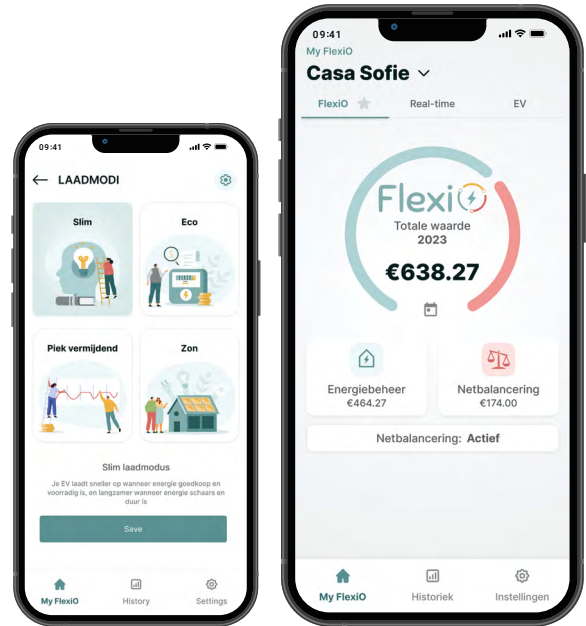 09:41
LAADMODI
Slim
Eco
Piek vermijdend
Zon
Slim laadmodus
Je EV laadt sneller op wanneer energie goedkoop en
voorradig is, en langzamer wanneer energie schaars en
duur is
Save
My FlexiO
History
Settings
09:41
My FlexiO
Casa Sofie
FlexiO
Real-time
EV
FlexiO
Totale waarde
2023
€638.27
Energiebeheer
€464.27
Netbalancering
€174.00
Netbalancering: Actief
My FlexiO
Historiek
Instellingen